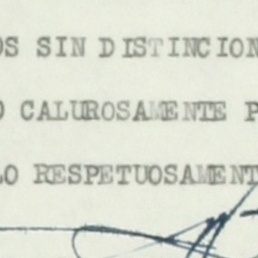 OS SIN DISTINCION
O CALUROSAMENTE P
LO RESPETUOSAMENT